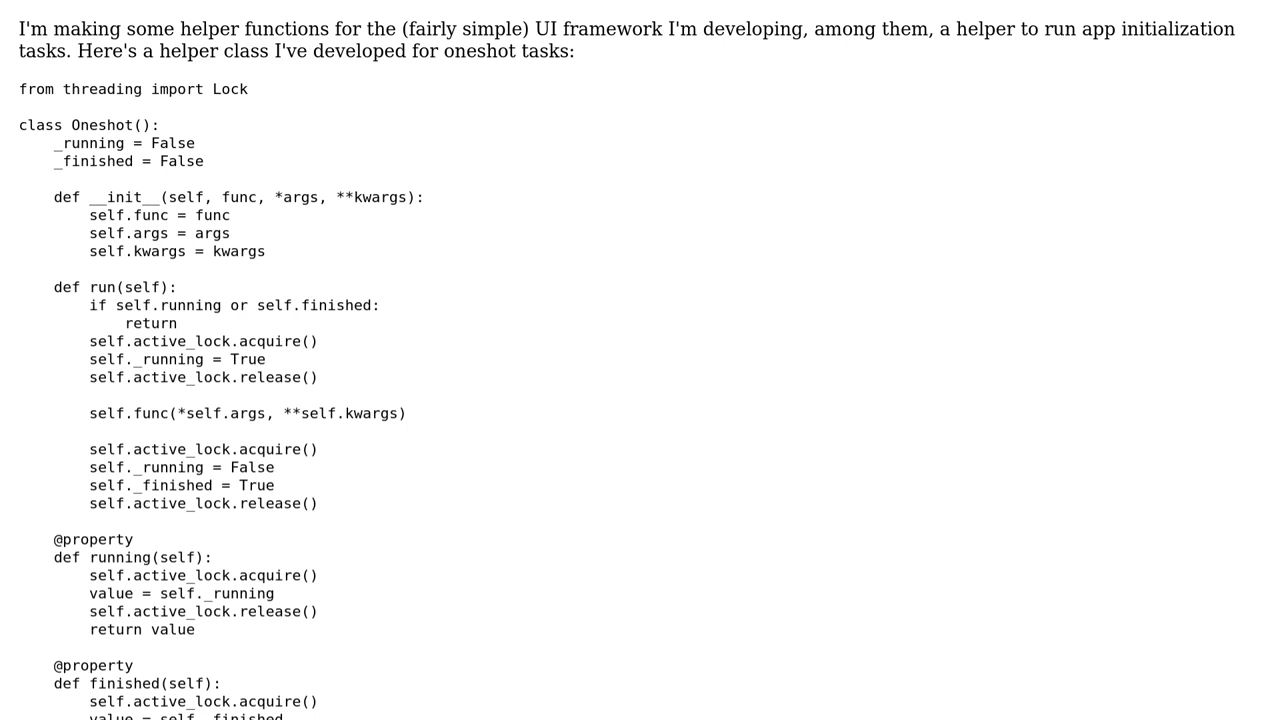 I'm making some helper functions for the (fairly simple) UI framework I'm developing, among them, a helper to run app initialization
tasks. Here's a helper class I've developed for oneshot tasks:
from threading import Lock
class Oneshot():
    _running = False
    _finished = False
    def __init__(self, func, *args, **kwargs):
        self.func = func
        self.args = args
        self.kwargs = kwargs
    def run(self):
        if self.running or self.finished:
            return
        self.active_lock.acquire()
        self._running = True
        self.active_lock.release()
        self.func(*self.args, **self.kwargs)
        self.active_lock.acquire()
        self._running = False
        self._finished = True
        self.active_lock.release()
    @property
    def running(self):
        self.active_lock.acquire()
        value = self._running
        self.active_lock.release()
        return value
    @property
    def finished(self):
        self.active_lock.acquire()
        value = self._finished